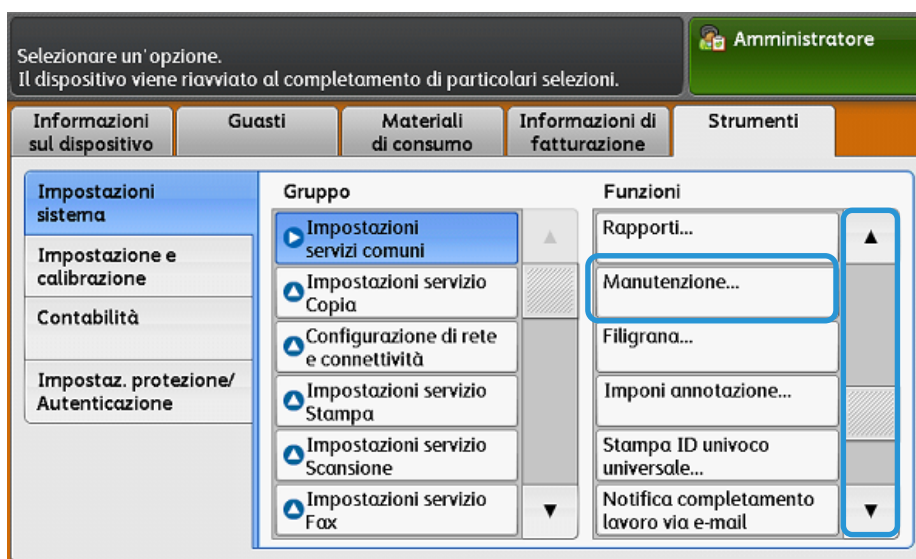 Selezionare un'opzione.
Il dispositivo viene riavviato al completamento di particolari selezioni.
Amministratore
Informazioni
sul dispositivo
Guasti
Materiali
di consumo
Informazioni di
fatturazione
Strumenti
Impostazioni
sistema
Impostazione e
calibrazione
Contabilità
Impostaz. protezione/
Autenticazione
Gruppo
Impostazioni
servizi comuni
Impostazioni servizio
Copia
Configurazione di rete
e connettività
Impostazioni servizio
Stampa
Impostazioni servizio
Scansione
Impostazioni servizio
Fax
Funzioni
Rapporti...
Manutenzione...
Filigrana...
Imponi annotazione...
Stampa ID univoco
universale...
Notifica completamento
lavoro via e-mail